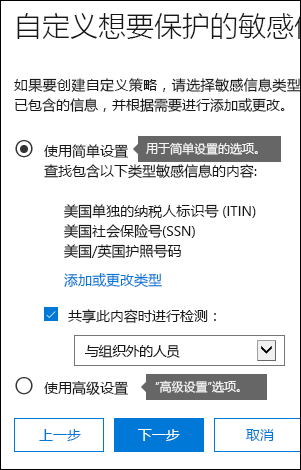 自定义想要保护的敏感信
如果要创建自定义策略，请选择敏感信息类型
已包含的信息，并根据需要进行添加或更改。
使用简单设置 用于简单设置的选项。
查找包含以下类型敏感信息的内容:
美国单独的纳税人标识号 (ITIN)
美国社会保险号(SSN)
美国/英国护照号码
添加或更改类型
共享此内容时进行检测：
与组织外的人员
使用高级设置 “高级设置”选项。
上一步 下一步 取消